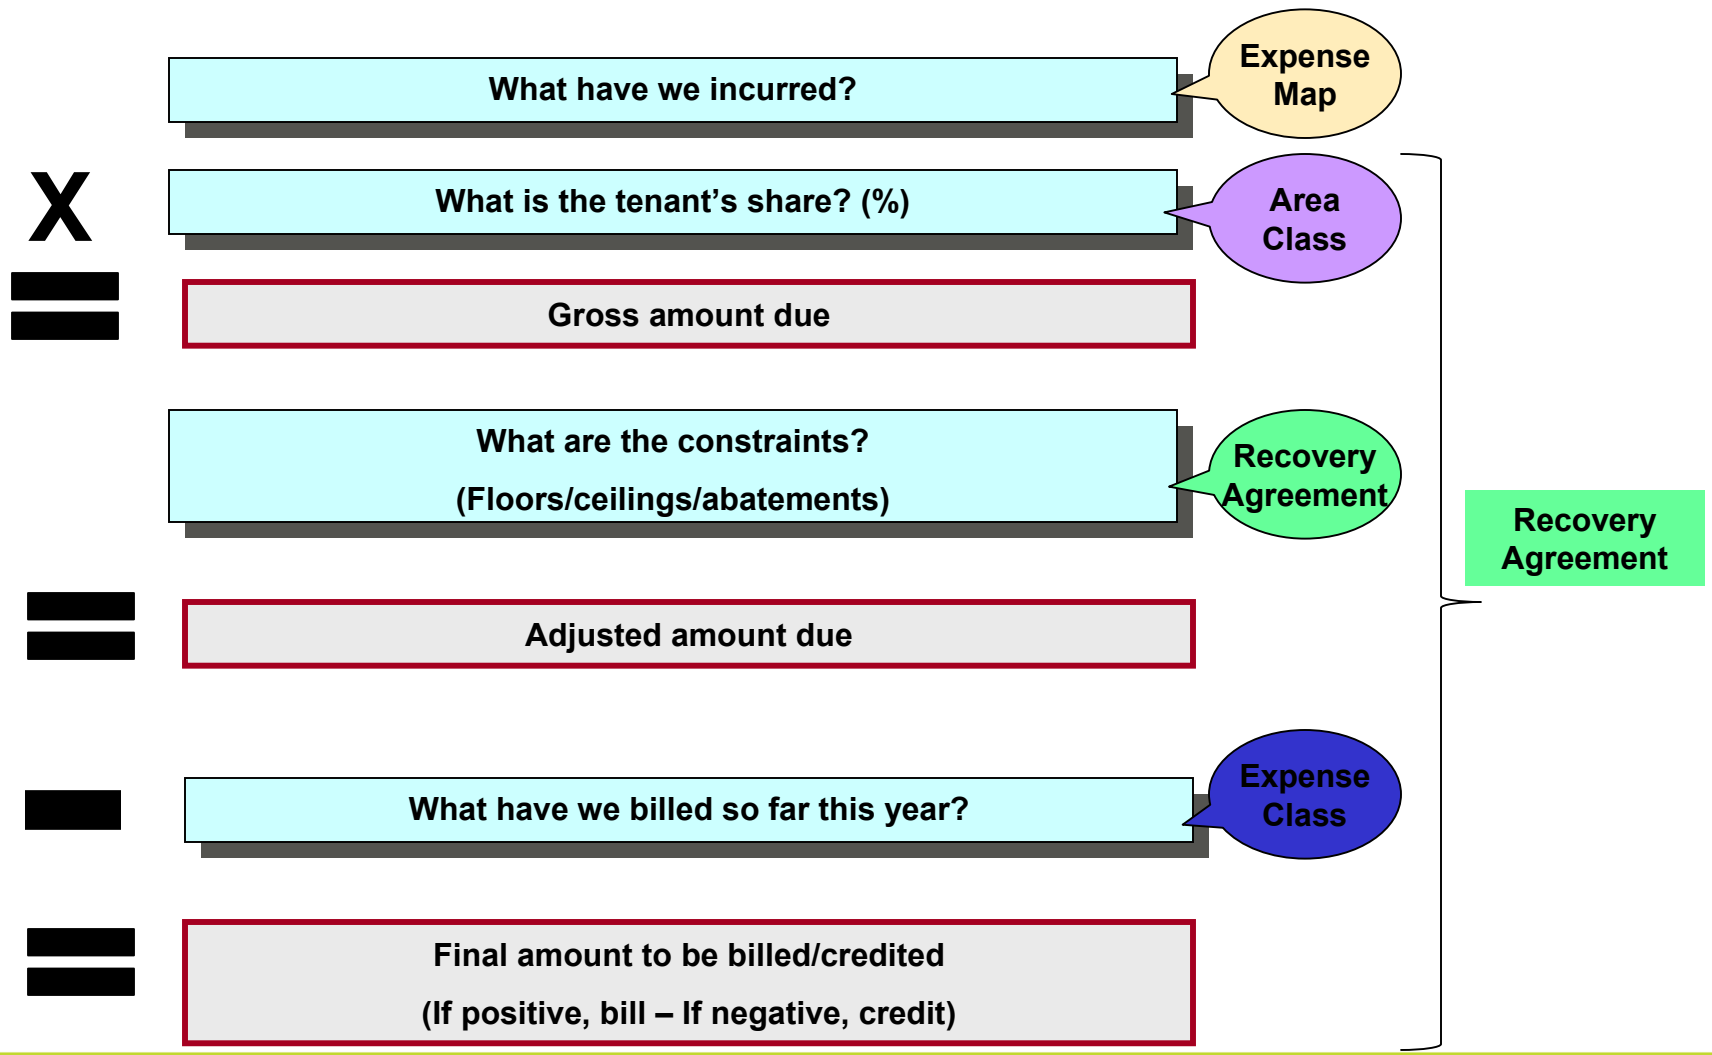 What have we incurred?
Expense
Map
X
What is the tenant’s share? (%)
Area
Class
Gross amount due
What are the constraints?
(Floors/ceilings/abatements)
Recovery
Agreement
Recovery
Agreement
Adjusted amount due
What have we billed so far this year?
Expense
Class
Final amount to be billed/credited
(If positive, bill – If negative, credit)